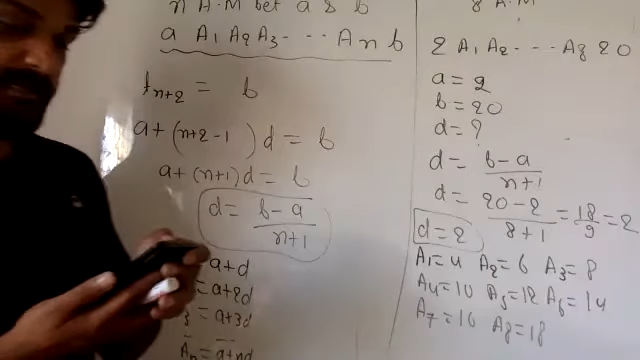 n A.M bet a & b
a A1 A2 A3 - - - - - An b
tn+2 = b
a + (n+2-1) d = b
a + (n+1)d = b
d = b - a / n+1
= a+d
= a+2d
3 = a+3d
An = a+nd
8 A.M
2 A1 A2 - - - - A8 20
a = 2
b = 20
d = ?
d = b - a / n+1
d = 20 - 2 / 8+1 = 18 / 9 = 2
d = 2
A1 = 4 A2 = 6 A3 = 8
A4 = 10 A5 = 12 A6 = 14
A7 = 16 A8 = 18